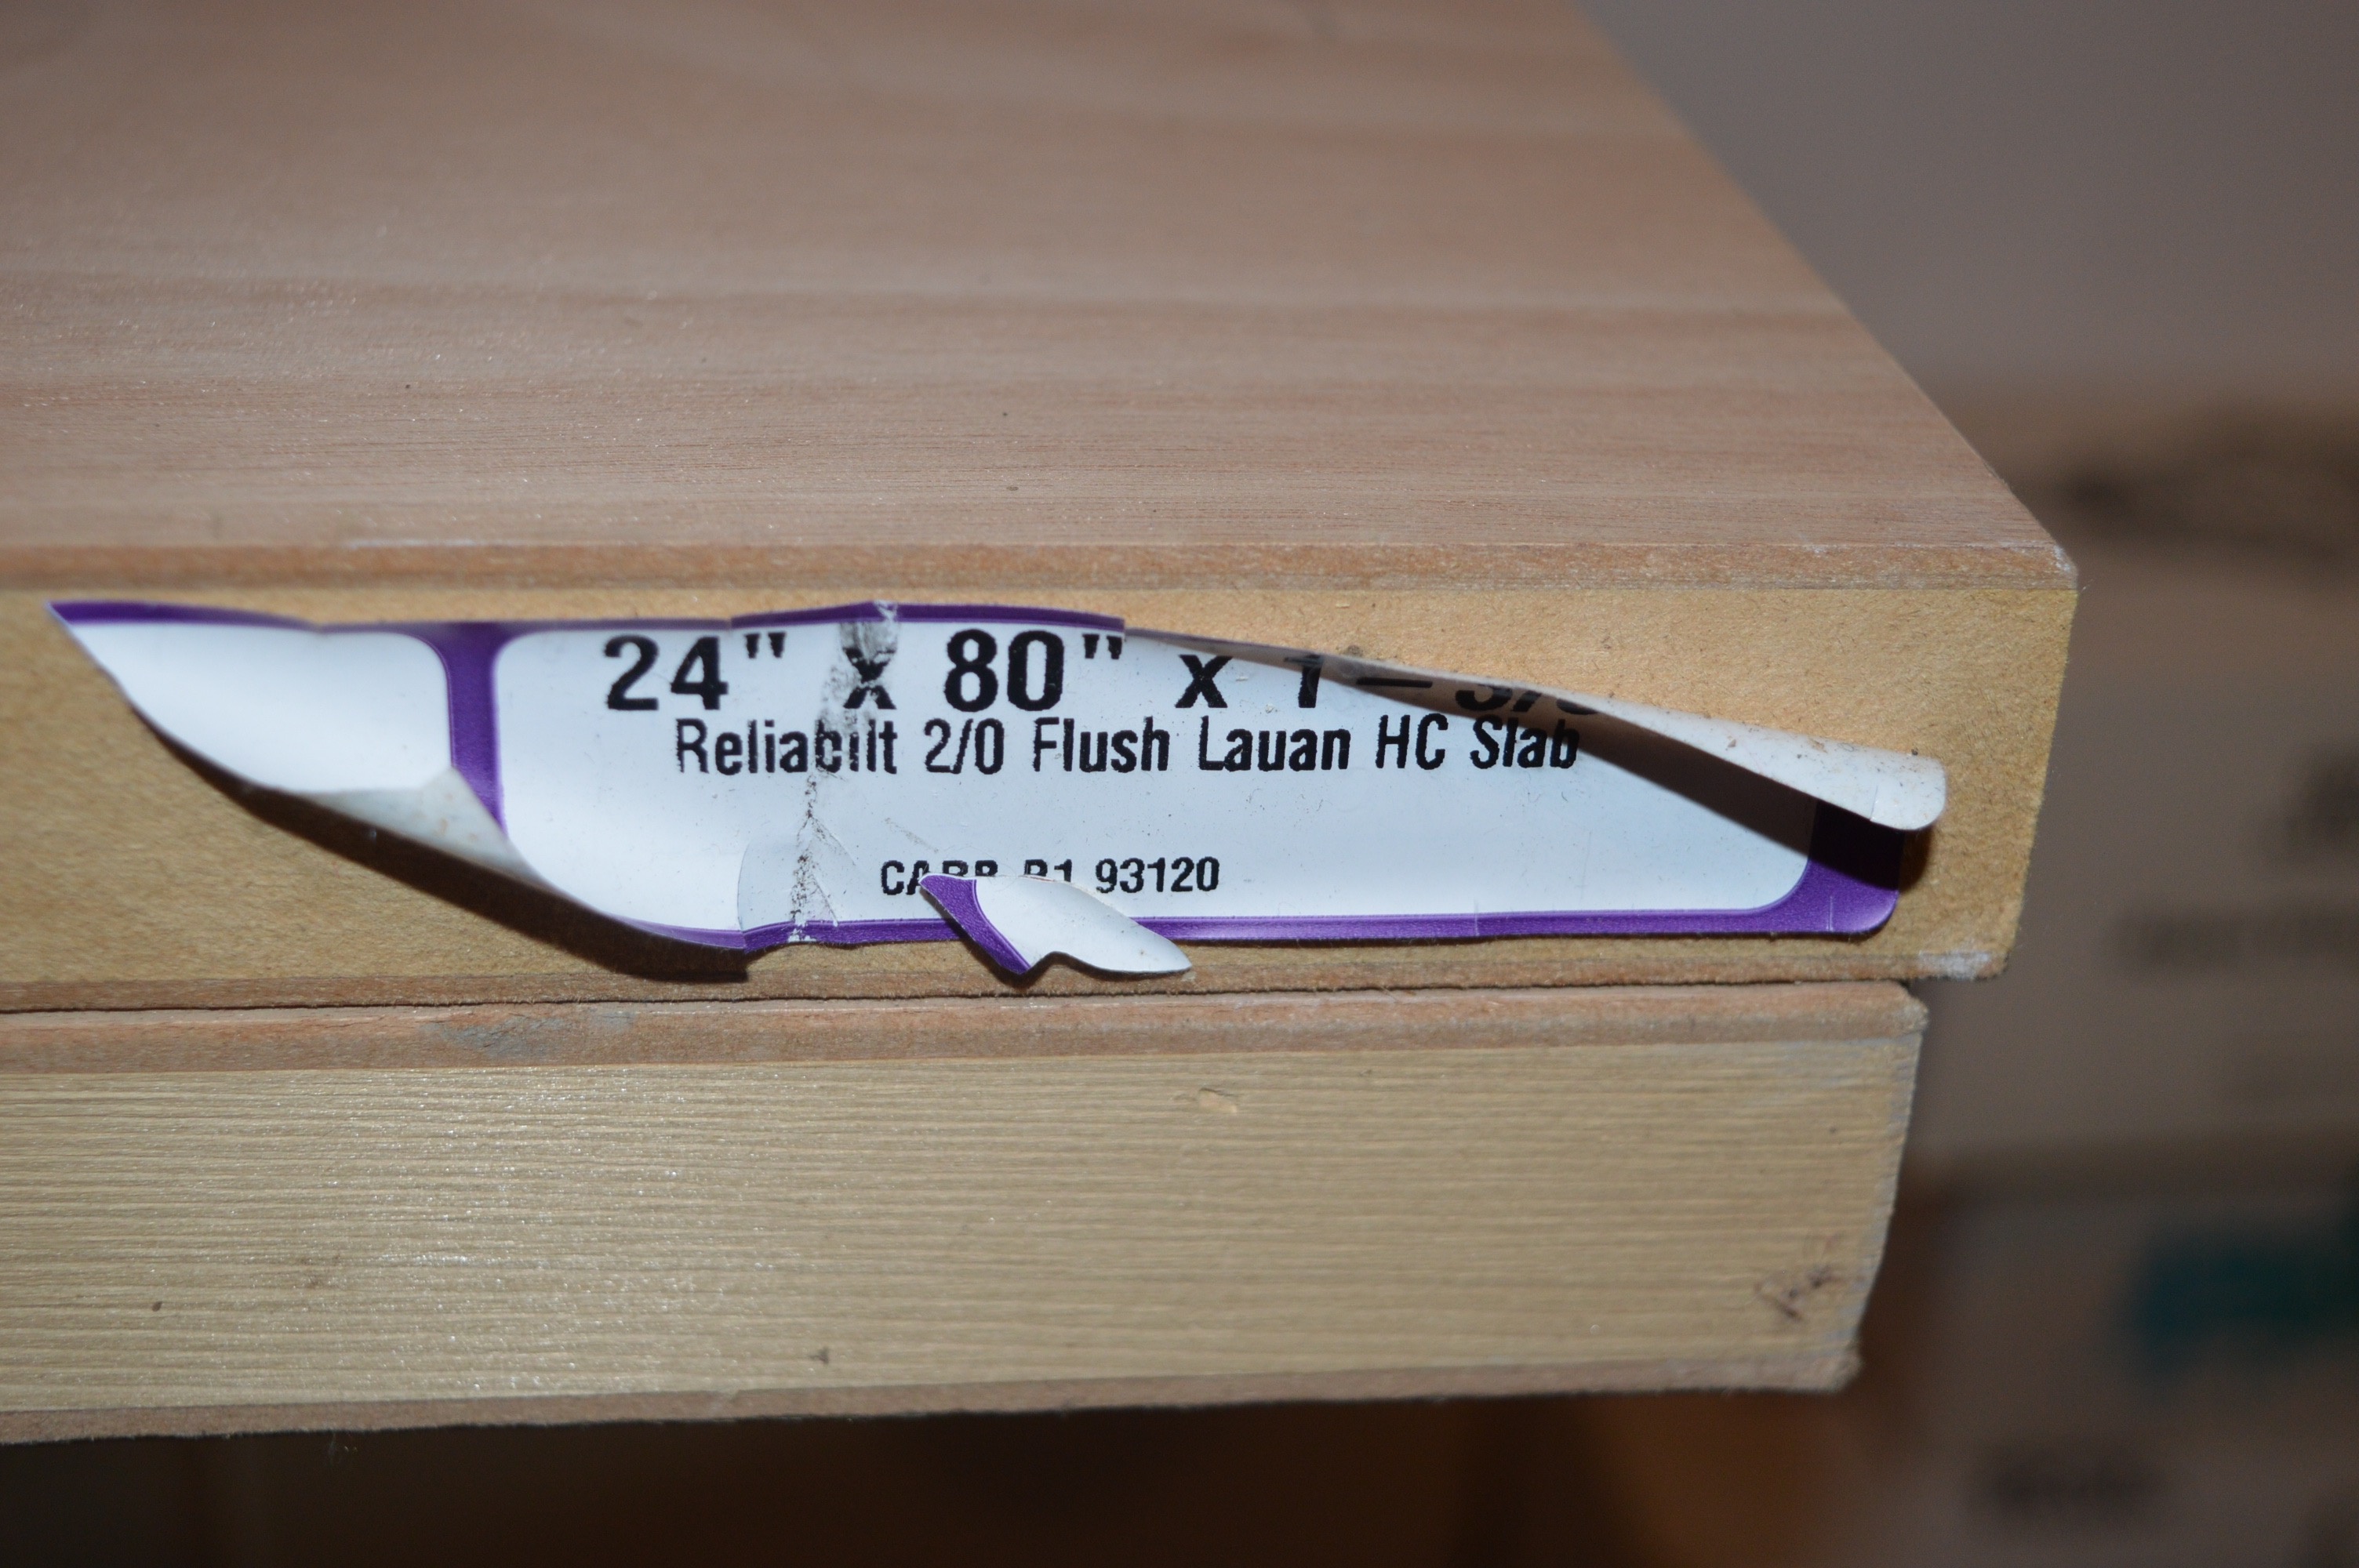 24" x 80" x 1-3/8
Reliabilt 2/0 Flush Lauan HC Slab
CARB P1 93120